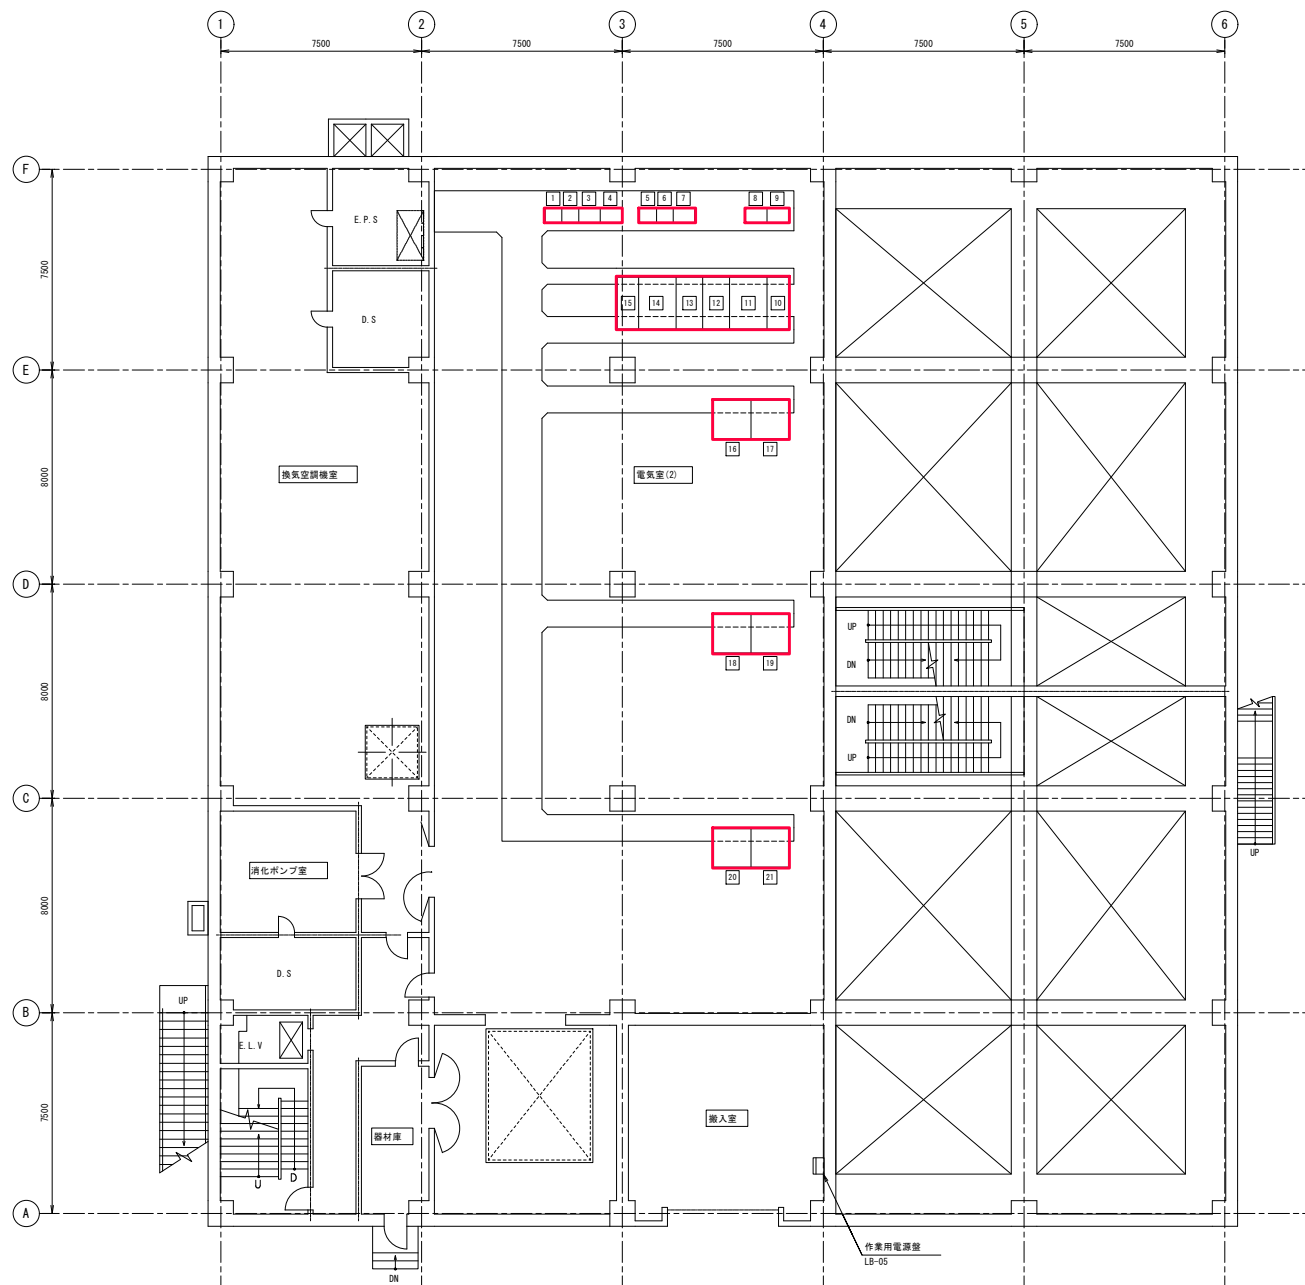 1 2 3 4 5 6
7500 7500 7500 7500 7500
F
1 2 3 4 5 6 7 8 9
E.P.S
7500
15 14 13 12 11 10
D.S
E
16 17
換気空調機室
電気室(2)
8000
D
UP
DN
18 19
8000
DN
UP
C
UP
消化ポンプ室
20 21
8000
D.S
UP
B
E.L.V
7500
搬入室
器材庫
U D
A
作業用電源盤
LB-05
DN